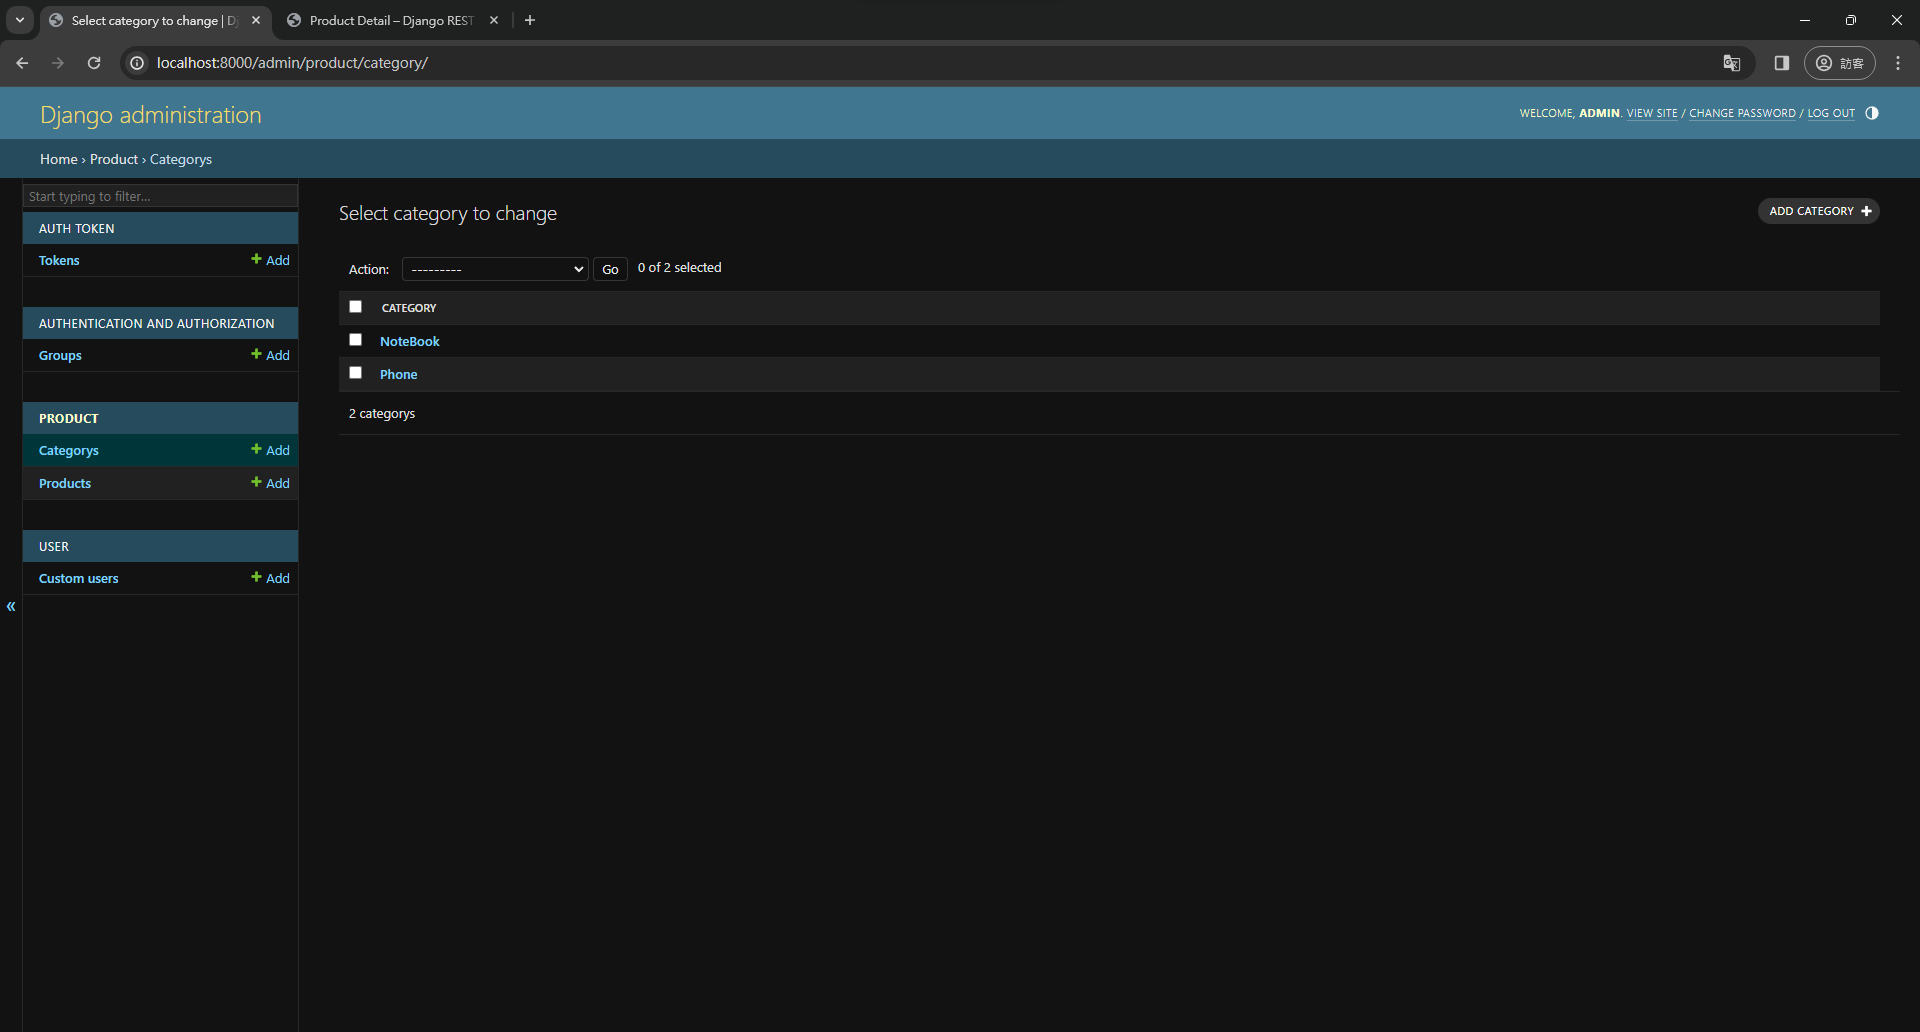 Select category to change | D
Product Detail – Django REST
localhost:8000/admin/product/category/
訪客
Django administration
WELCOME, ADMIN. VIEW SITE / CHANGE PASSWORD / LOG OUT
Home › Product › Categorys
Start typing to filter...
AUTH TOKEN
Tokens
+ Add
AUTHENTICATION AND AUTHORIZATION
Groups
+ Add
PRODUCT
Categorys
+ Add
Products
+ Add
USER
Custom users
+ Add
«
Select category to change
ADD CATEGORY +
Action: --------- Go 0 of 2 selected
CATEGORY
NoteBook
Phone
2 categorys